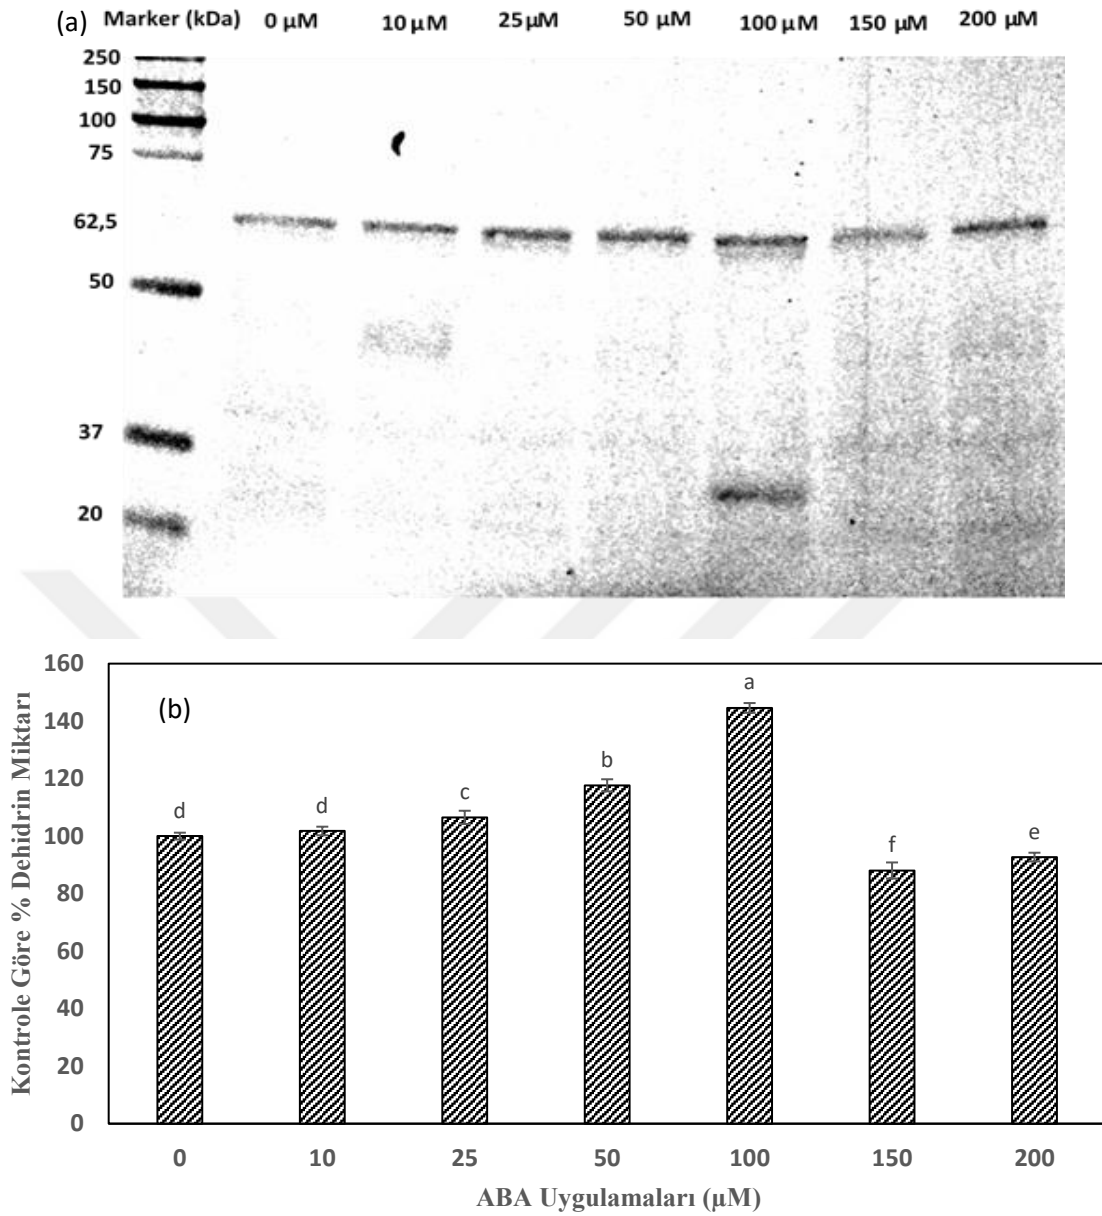 (a) Marker (kDa) 0 µM 10 µM 25µM 50 µM 100 µM 150 µM 200 µM
250
150
100
75
62,5
50
37
20
160
140
120
100
80
60
40
20
0
(b)
d d c b a f e
Kontrole Göre % Dehidrin Miktarı
0 10 25 50 100 150 200
ABA Uygulamaları (µM)